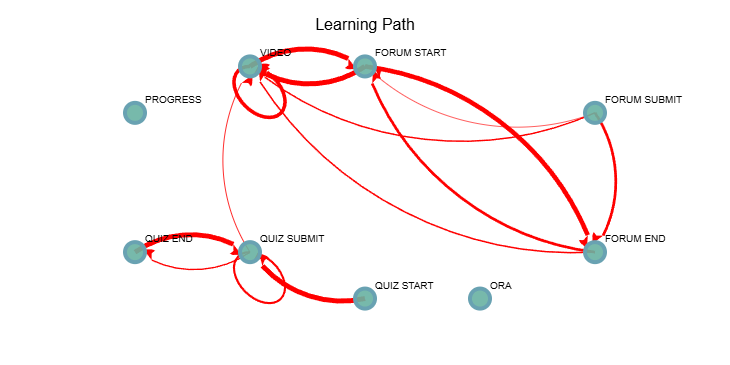 Learning Path
VIDEO
FORUM START
PROGRESS
FORUM SUBMIT
QUIZ END
QUIZ SUBMIT
FORUM END
QUIZ START
ORA